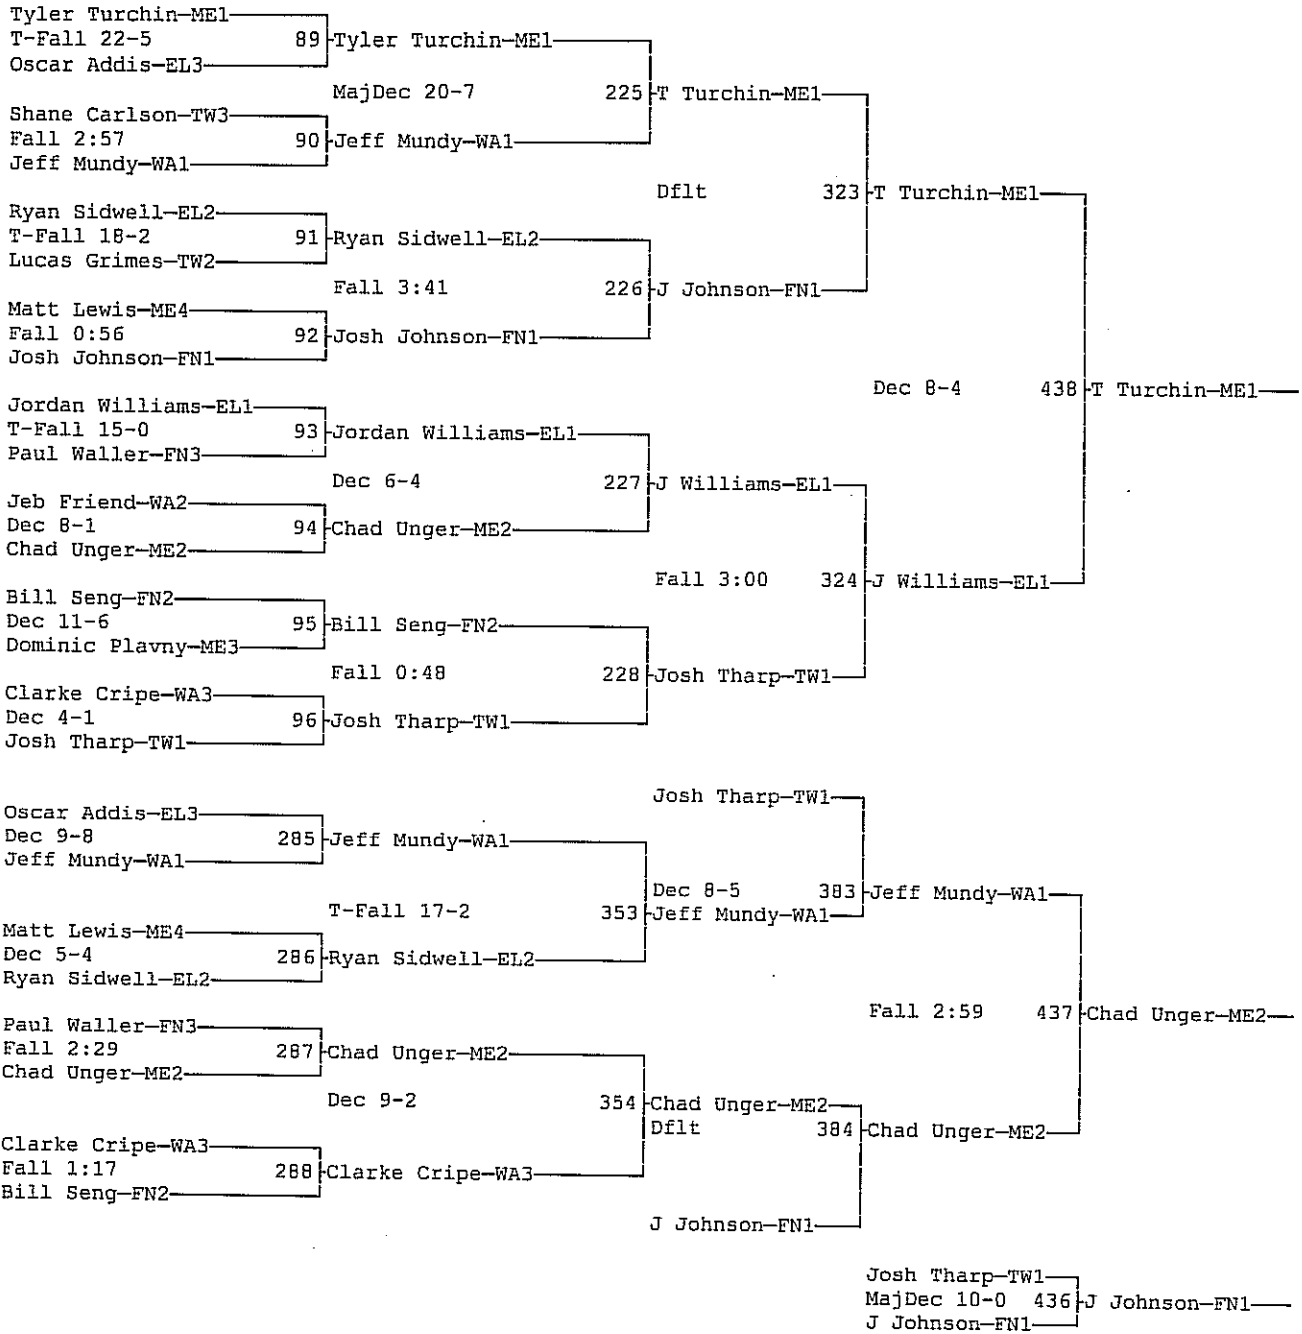 Tyler Turchin—ME1
T-Fall 22-5 89 Tyler Turchin—ME1
Oscar Addis—EL3
MajDec 20-7 225 T Turchin—ME1
Shane Carlson—TW3
Fall 2:57 90 Jeff Mundy—WA1
Jeff Mundy—WA1
Dflt 323 T Turchin—ME1
Ryan Sidwell—EL2
T-Fall 18-2 91 Ryan Sidwell—EL2
Lucas Grimes—TW2
Fall 3:41 226 J Johnson—FN1
Matt Lewis—ME4
Fall 0:56 92 Josh Johnson—FN1
Josh Johnson—FN1
Dec 8-4 438 T Turchin—ME1
Jordan Williams—EL1
T-Fall 15-0 93 Jordan Williams—EL1
Paul Waller—FN3
Dec 6-4 227 J Williams—EL1
Jeb Friend—WA2
Dec 8-1 94 Chad Unger—ME2
Chad Unger—ME2
Fall 3:00 324 J Williams—EL1
Bill Seng—FN2
Dec 11-6 95 Bill Seng—FN2
Dominic Plavny—ME3
Fall 0:48 228 Josh Tharp—TW1
Clarke Cripe—WA3
Dec 4-1 96 Josh Tharp—TW1
Josh Tharp—TW1
Josh Tharp—TW1
Oscar Addis—EL3
Dec 9-8 285 Jeff Mundy—WA1
Jeff Mundy—WA1
Dec 8-5 383 Jeff Mundy—WA1
T-Fall 17-2 353 Jeff Mundy—WA1
Matt Lewis—ME4
Dec 5-4 286 Ryan Sidwell—EL2
Ryan Sidwell—EL2
Fall 2:59 437 Chad Unger—ME2
Paul Waller—FN3
Fall 2:29 287 Chad Unger—ME2
Chad Unger—ME2
Dec 9-2 354 Chad Unger—ME2
Dflt 384 Chad Unger—ME2
Clarke Cripe—WA3
Fall 1:17 288 Clarke Cripe—WA3
Bill Seng—FN2
J Johnson—FN1
Josh Tharp—TW1
MajDec 10-0 436 J Johnson—FN1
J Johnson—FN1